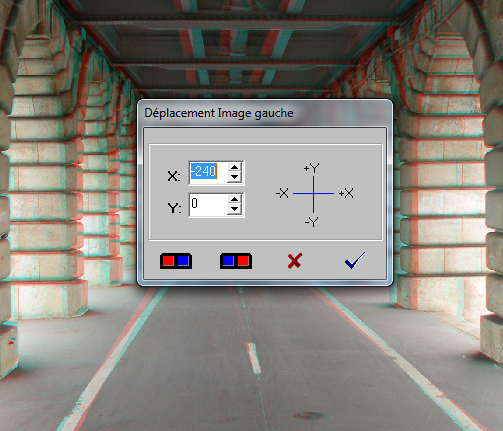 Déplacement Image gauche
X: -240
Y: 0
+Y
-X +X
-Y